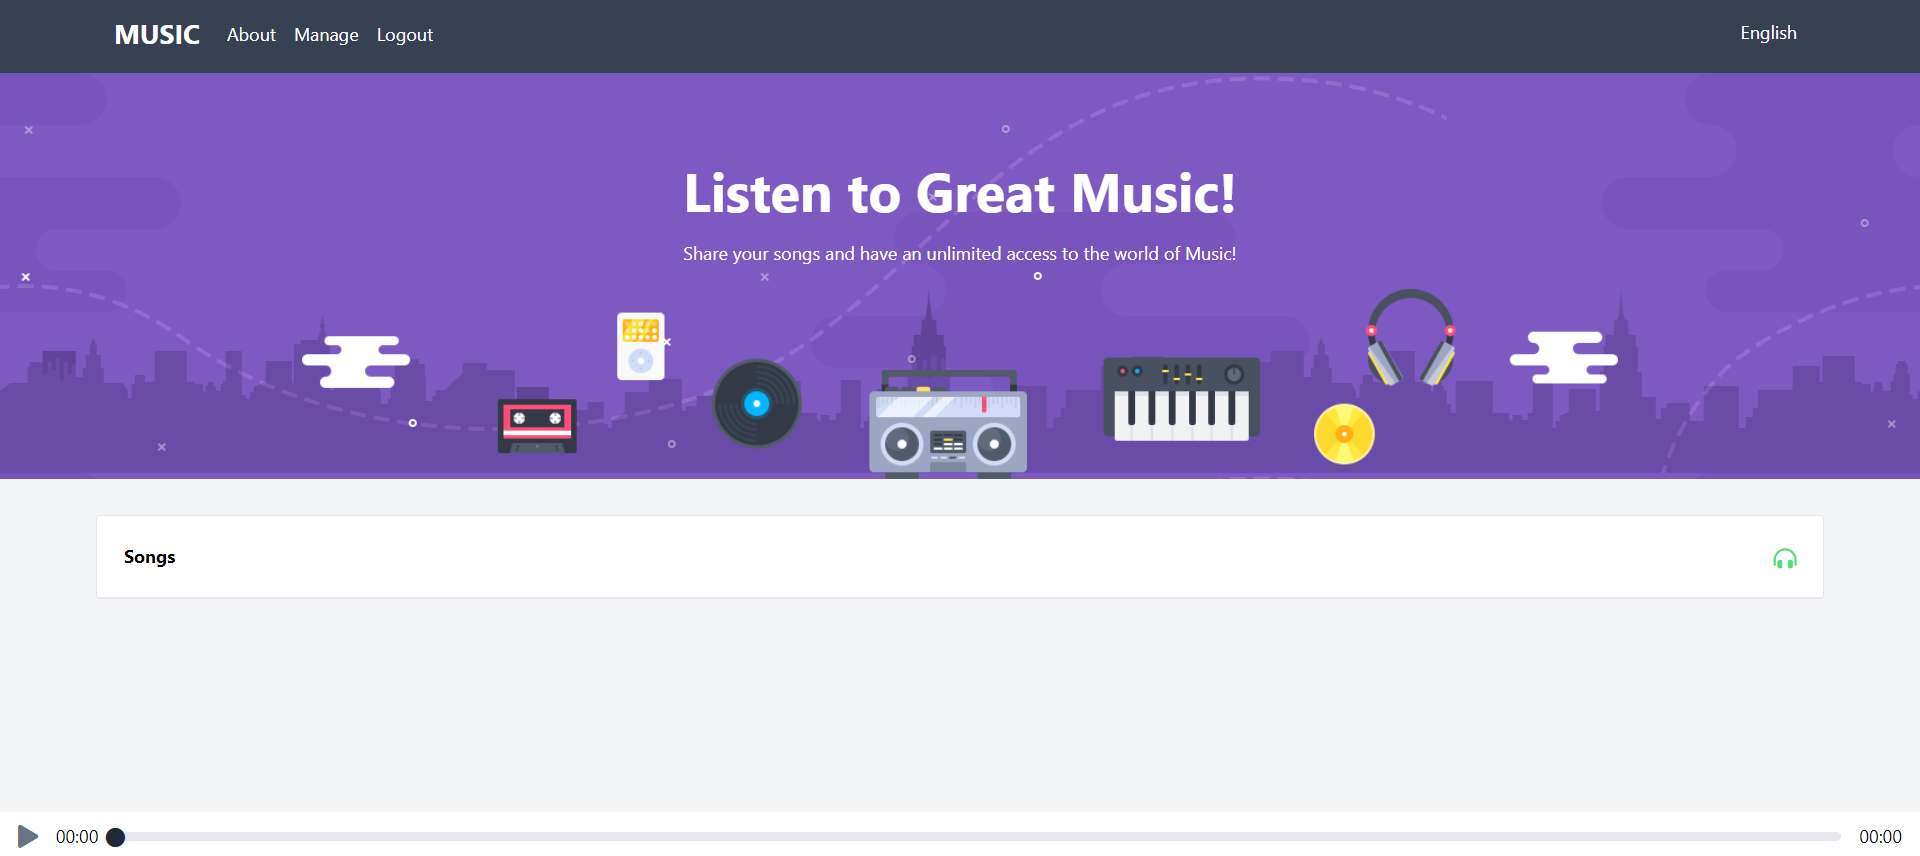 MUSIC About Manage Logout English
Listen to Great Music!
Share your songs and have an unlimited access to the world of Music!
Songs
00:00 00:00